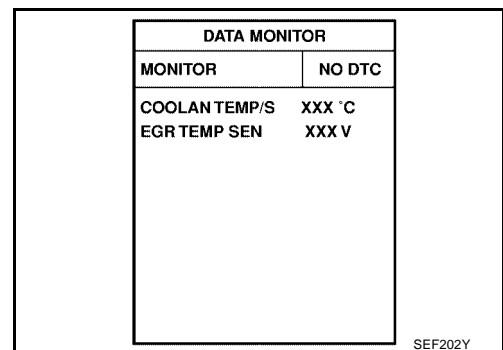 DATA MONITOR
MONITOR NO DTC
COOLAN TEMP/S XXX °C
EGR TEMP SEN XXX V
SEF202Y